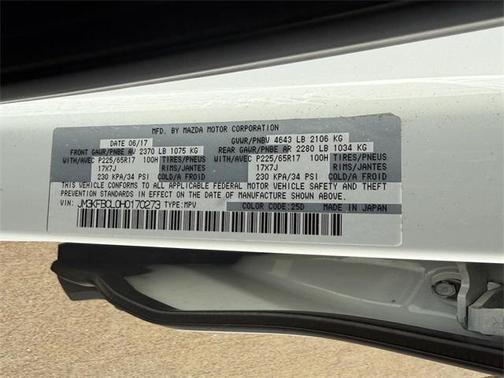 MFD. BY MAZDA MOTOR CORPORATION
DATE 06/17 GVWR/PNBV 4643 LB 2106 KG
FRONT GAWR/PNBE AV 2370 LB 1075 KG REAR GAWR/PNBE AR 2280 LB 1034 KG
WITH/AVEC P225/65R17 100H TIRES/PNEUS WITH/AVEC P225/65R17 100H TIRES/PNEUS
17X7J RIMS/JANTES 17X7J
230 KPA/34 PSI COLD/A FROID 230 KPA/34 PSI COLD/A FROID
THIS VEHICLE CONFORMS TO ALL APPLICABLE FEDERAL MOTOR VEHICLE SAFETY AND THEFT
PREVENTION STANDARDS IN EFFECT ON THE DATE OF MANUFACTURE SHOWN ABOVE.
VIN: JM3KFBCL0H0170273 TYPE:MPV COLOR CODE:25D MADE IN JAPAN